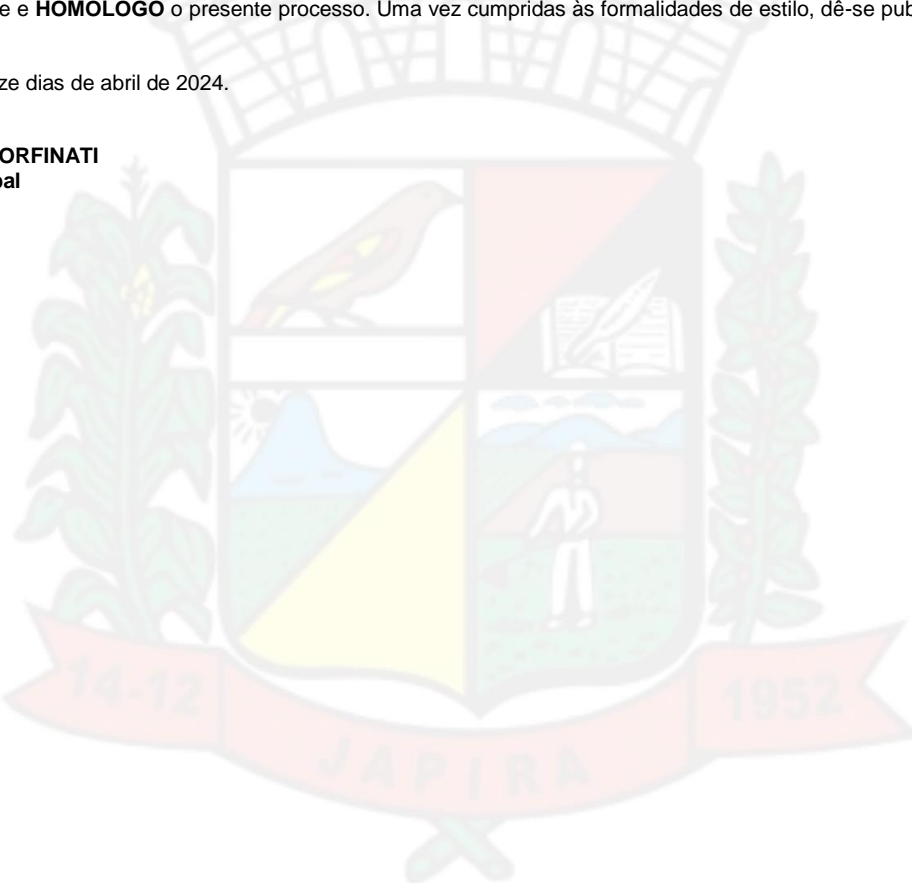 e e HOMOLOGO o presente processo. Uma vez cumpridas às formalidades de estilo, dê-se pub
ze dias de abril de 2024.
ORFINATI
pal
14-12
1952
JAPIRA